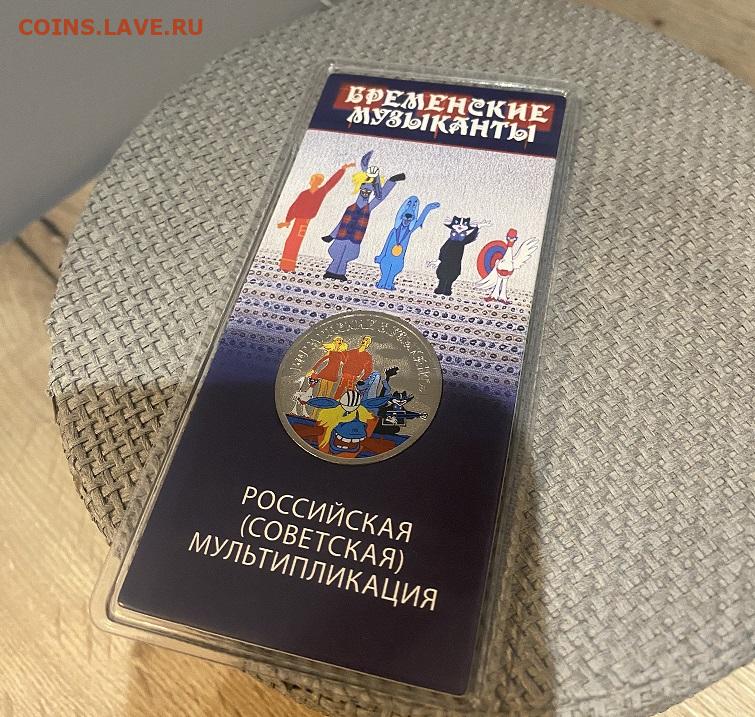 COINS.LAVE.RU
БРЕМЕНСКИЕ
МУЗЫКАНТЫ
РОССИЙСКАЯ
(СОВЕТСКАЯ)
МУЛЬТИПЛИКАЦИЯ